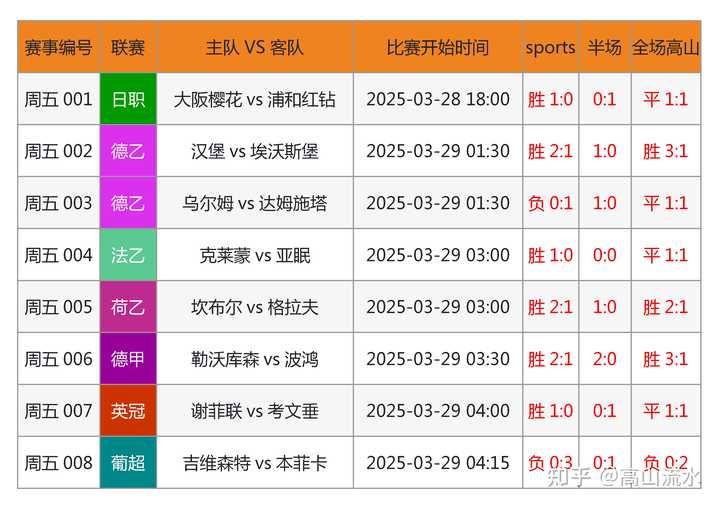 赛事编号 联赛 主队 VS 客队 比赛开始时间 sports 半场 全场高山
周五 001 日职 大阪樱花 vs 浦和红钻 2025-03-28 18:00 胜 1:0 0:1 平 1:1
周五 002 德乙 汉堡 vs 埃沃斯堡 2025-03-29 01:30 胜 2:1 1:0 胜 3:1
周五 003 德乙 乌尔姆 vs 达姆施塔 2025-03-29 01:30 负 0:1 1:0 平 1:1
周五 004 法乙 克莱蒙 vs 亚眠 2025-03-29 03:00 胜 1:0 0:0 平 1:1
周五 005 荷乙 坎布尔 vs 格拉夫 2025-03-29 03:00 胜 2:1 1:0 胜 2:1
周五 006 德甲 勒沃库森 vs 波鸿 2025-03-29 03:30 胜 2:1 2:0 胜 3:1
周五 007 英冠 谢菲联 vs 考文垂 2025-03-29 04:00 胜 1:0 0:1 平 1:1
周五 008 葡超 吉维森特 vs 本菲卡 2025-03-29 04:15 负 0:3 0:1 负 0:2
知乎 @高山流水